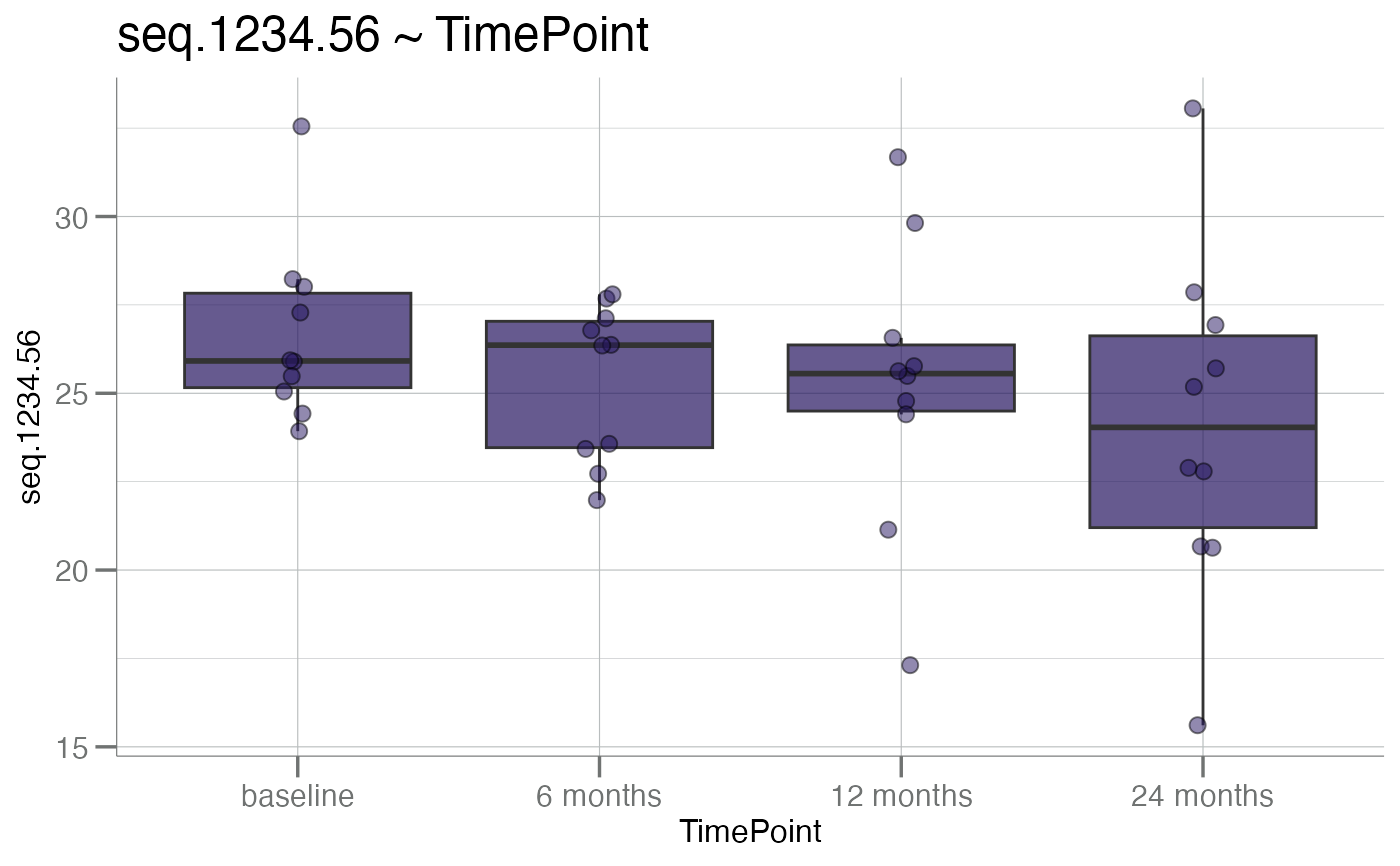 seq.1234.56 ~ TimePoint
seq.1234.56
30
25
20
15
baseline
6 months
12 months
24 months
TimePoint